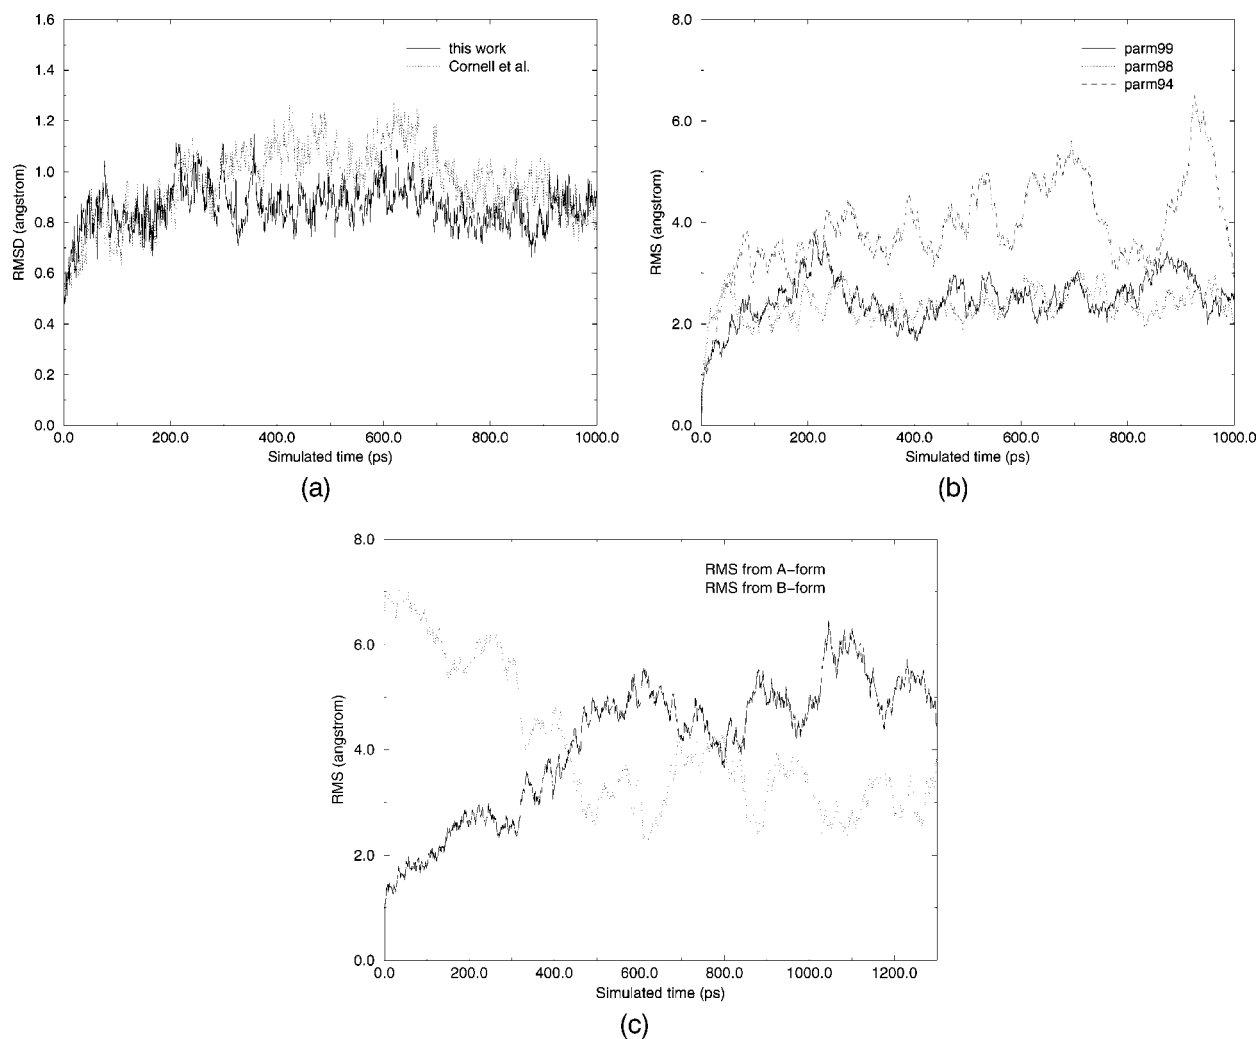 1.6
1.4
1.2
1.0
0.8
0.6
0.4
0.2
0.0
RMSD (angstrom)
this work
Cornell et al.
0.0 200.0 400.0 600.0 800.0 1000.0
Simulated time (ps)
(a)
8.0
6.0
4.0
2.0
0.0
RMS (angstrom)
parm99
parm98
parm94
0.0 200.0 400.0 600.0 800.0 1000.0
Simulated time (ps)
(b)
8.0
6.0
4.0
2.0
0.0
RMS (angstrom)
RMS from A-form
RMS from B-form
0.0 200.0 400.0 600.0 800.0 1000.0 1200.0
Simulated time (ps)
(c)